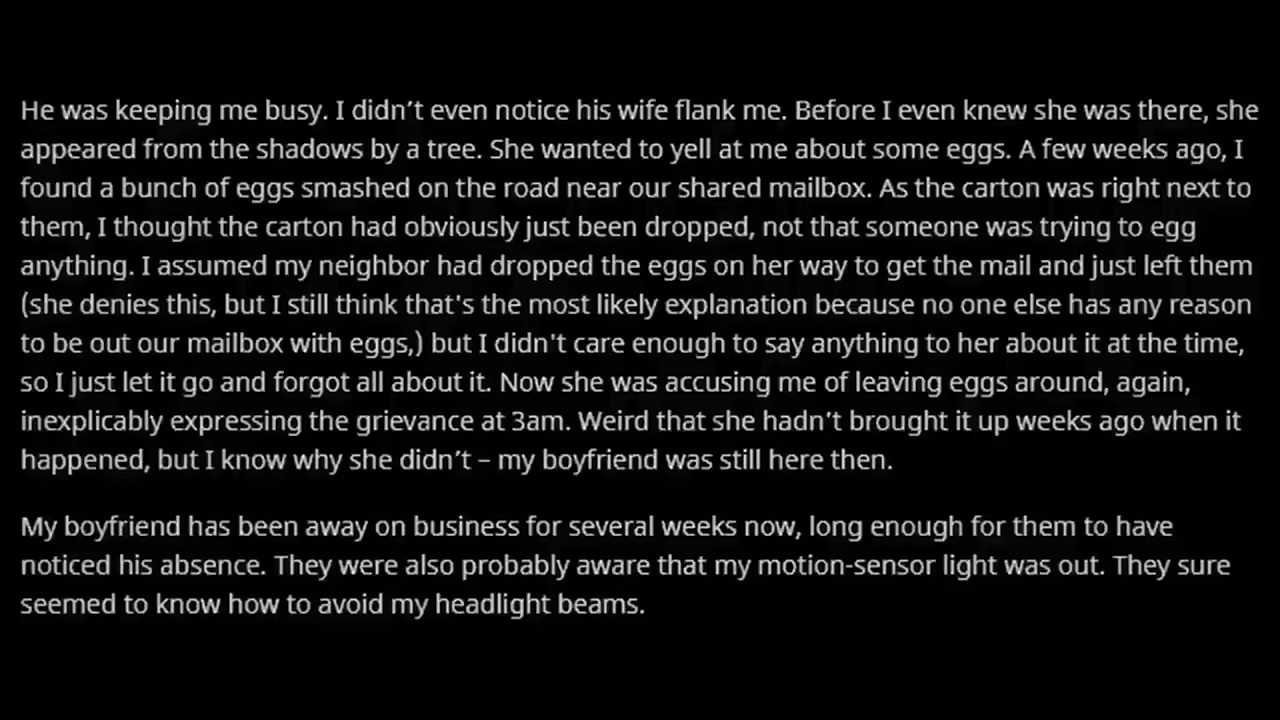 He was keeping me busy. I didn’t even notice his wife flank me. Before I even knew she was there, she
appeared from the shadows by a tree. She wanted to yell at me about some eggs. A few weeks ago, I
found a bunch of eggs smashed on the road near our shared mailbox. As the carton was right next to
them, I thought the carton had obviously just been dropped, not that someone was trying to egg
anything. I assumed my neighbor had dropped the eggs on her way to get the mail and just left them
(she denies this, but I still think that's the most likely explanation because no one else has any reason
to be out our mailbox with eggs,) but I didn't care enough to say anything to her about it at the time,
so I just let it go and forgot all about it. Now she was accusing me of leaving eggs around, again,
inexplicably expressing the grievance at 3am. Weird that she hadn’t brought it up weeks ago when it
happened, but I know why she didn’t – my boyfriend was still here then.
My boyfriend has been away on business for several weeks now, long enough for them to have
noticed his absence. They were also probably aware that my motion-sensor light was out. They sure
seemed to know how to avoid my headlight beams.